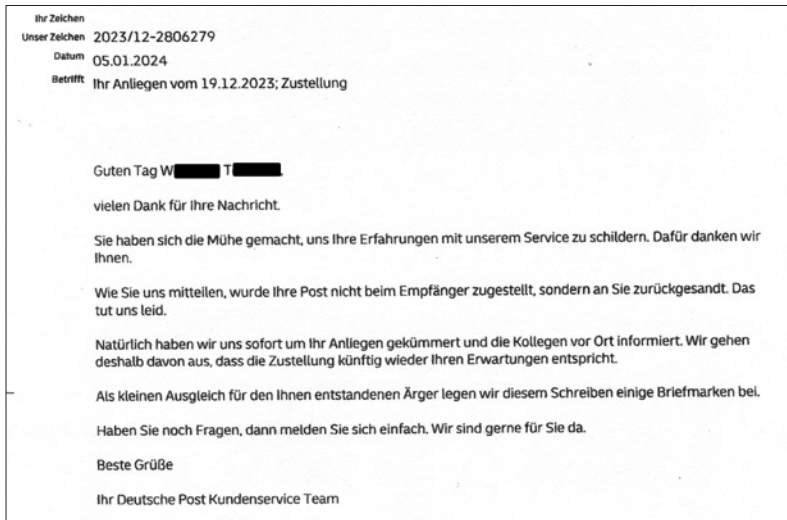 Ihr Zeichen
Unser Zeichen 2023/12-2806279
Datum 05.01.2024
Betrifft Ihr Anliegen vom 19.12.2023; Zustellung
Guten Tag W T
vielen Dank für Ihre Nachricht.
Sie haben sich die Mühe gemacht, uns Ihre Erfahrungen mit unserem Service zu schildern. Dafür danken wir
Ihnen.
Wie Sie uns mitteilen, wurde Ihre Post nicht beim Empfänger zugestellt, sondern an Sie zurückgesandt. Das
tut uns leid.
Natürlich haben wir uns sofort um Ihr Anliegen gekümmert und die Kollegen vor Ort informiert. Wir gehen
deshalb davon aus, dass die Zustellung künftig wieder Ihren Erwartungen entspricht.
Als kleinen Ausgleich für den Ihnen entstandenen Ärger legen wir diesem Schreiben einige Briefmarken bei.
Haben Sie noch Fragen, dann melden Sie sich einfach. Wir sind gerne für Sie da.
Beste Grüße
Ihr Deutsche Post Kundenservice Team